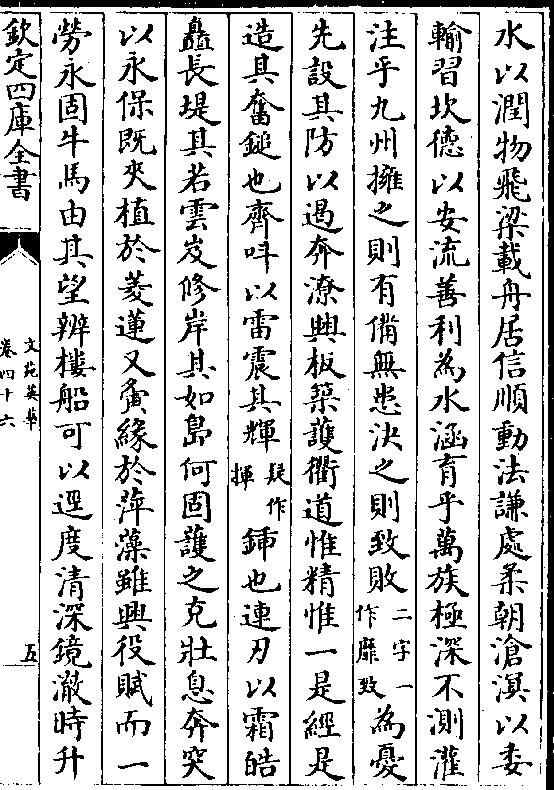 水以潤物飛梁載舟居信順動法謙處柔朝滄溟以委
輸習坎德以安流善利為水涵育乎萬族極深不測灌
注乎九州擁之則有備無患決之則致敗二字一作靡致為憂
先設其防以遏奔潦興板築護衢道惟精惟一是經是
造具奮鎚也齊呌以雷震其輝疑作揮鍤也連刃以霜皓
矗長堤其若雲岌修岸其如島何固護之克壯息奔突
以永保既夾植於菱蓮又夤緣於萍藻雖興役賦而一
勞永固牛馬由其望辨樓船可以逕度清深鏡澈時升
欽定四庫全書
文苑英華
卷四十六
五